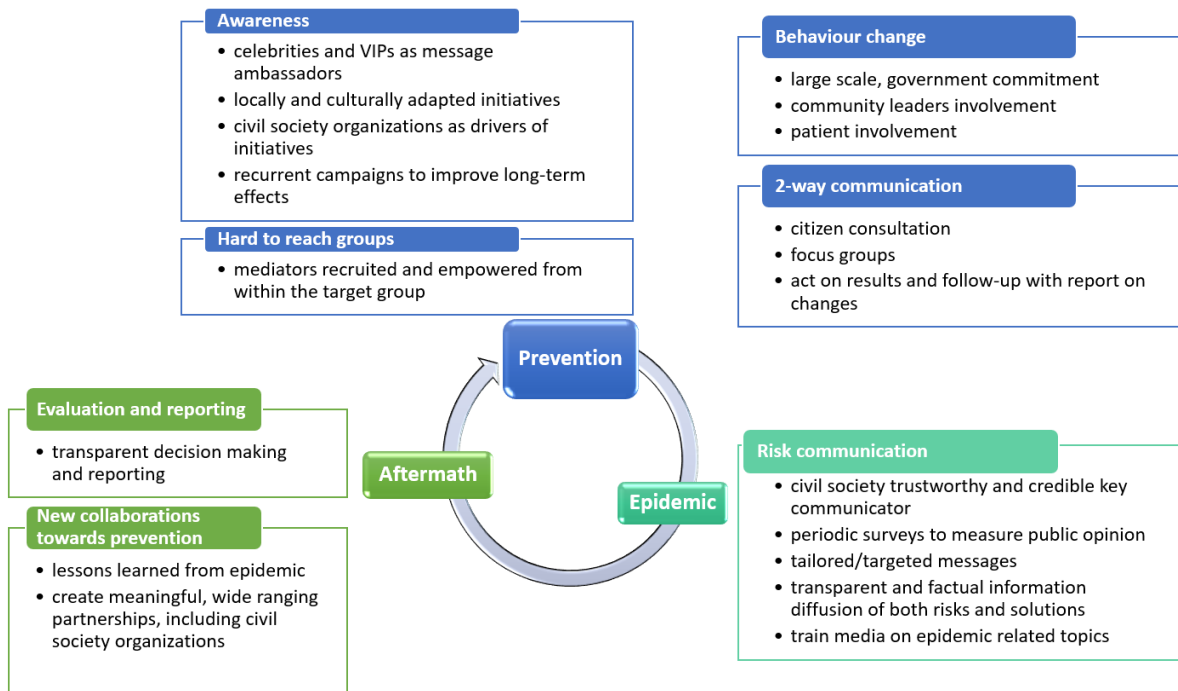 Awareness
• celebrities and VIPs as message
ambassadors
• locally and culturally adapted initiatives
• civil society organizations as drivers of
initiatives
• recurrent campaigns to improve long-term
effects
Hard to reach groups
• mediators recruited and empowered from
within the target group
Behaviour change
• large scale, government commitment
• community leaders involvement
• patient involvement
2-way communication
• citizen consultation
• focus groups
• act on results and follow-up with report on
changes
Prevention
Aftermath
Epidemic
Evaluation and reporting
• transparent decision making
and reporting
New collaborations
towards prevention
• lessons learned from epidemic
• create meaningful, wide ranging
partnerships, including civil
society organizations
Risk communication
• civil society trustworthy and credible key
communicator
• periodic surveys to measure public opinion
• tailored/targeted messages
• transparent and factual information
diffusion of both risks and solutions
• train media on epidemic related topics